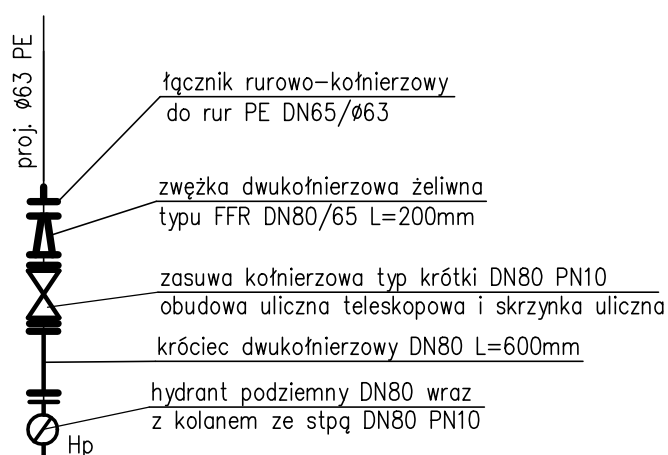 proj. ø63 PE
łącznik rurowo-kołnierzowy
do rur PE DN65/ø63
zwężka dwukołnierzowa żeliwna
typu FFR DN80/65 L=200mm
zasuwa kołnierzowa typ krótki DN80 PN10
obudowa uliczna teleskopowa i skrzynka uliczna
króciec dwukołnierzowy DN80 L=600mm
hydrant podziemny DN80 wraz
z kolanem ze stpą DN80 PN10
Hp